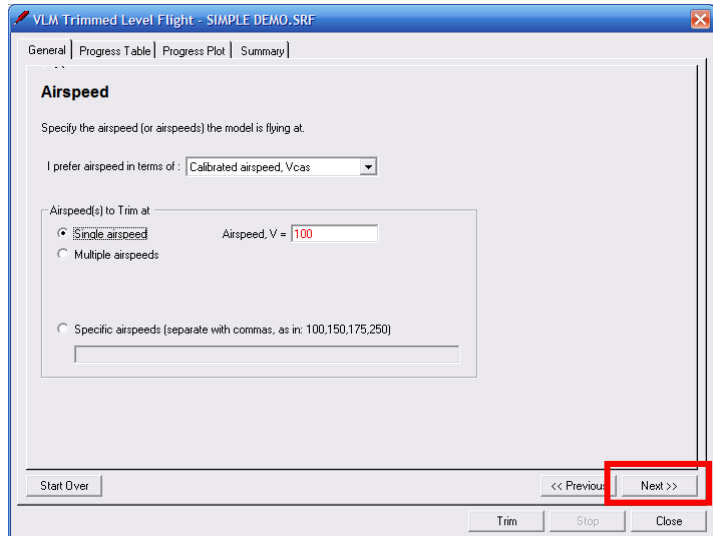 VLM Trimmed Level Flight - SIMPLE DEMO.SRF
General Progress Table Progress Plot Summary
Airspeed
Specify the airspeed (or airspeeds) the model is flying at.
I prefer airspeed in terms of : Calibrated airspeed, Vcas
Airspeed(s) to Trim at
Single airspeed Airspeed, V = 100
Multiple airspeeds
Specific airspeeds (separate with commas, as in: 100,150,175,250)
Start Over << Previous Next >>
Trim Stop Close